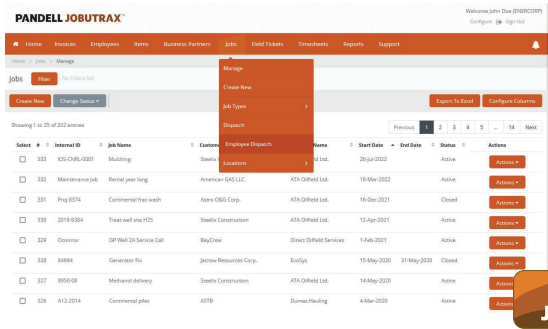 Welcome John Doe (ENERCORP)
PANDELL JOBUTRAX
Configure Sign Out
Home Invoices Employees Items Business Partners Jobs Field Tickets Timesheets Reports Support
Home Jobs Manage
Manage
Create New
Job Types
Dispatch
Employee Dispatch
Locations
Jobs Filter No Filters Set
Create New Change Status Export To Excel Configure Columns
Showing 1 to 25 of 332 entries Previous 1 2 3 4 5 ... 14 Next
Select # Internal ID Job Name Custome Name Start Date End Date Status Actions
333 IOS-CNRL-0001 Mulching Steelix ld Ltd. 26-Jul-2022 Active Actions
332 Maintenance Job Rental year long American GAS LLC ATA Oilfield Ltd. 18-Mar-2022 Active Actions
331 Proj 8374 Continental frac wash Astro O&G Corp. ATA Oilfield Ltd. 16-Dec-2021 Closed Actions
330 2019-9384 Treat well site H25 Steelix Construction ATA Oilfield Ltd. 12-Apr-2021 Active Actions
329 Oconnor GP Well 2A Service Call BayCrew Direct Oilfield Services 1-Feb-2021 Active Actions
328 84984 Generator Fix Jacrow Resources Corp. EvoSys 15-May-2020 31-May-2020 Closed Actions
327 8950-08 Methanol delivery Steelix Construction ATA Oilfield Ltd. 14-May-2020 Active Action
326 A12-2014 Continental piles ASTB Dumas Hauling 4-Mar-2020 Active Action
J